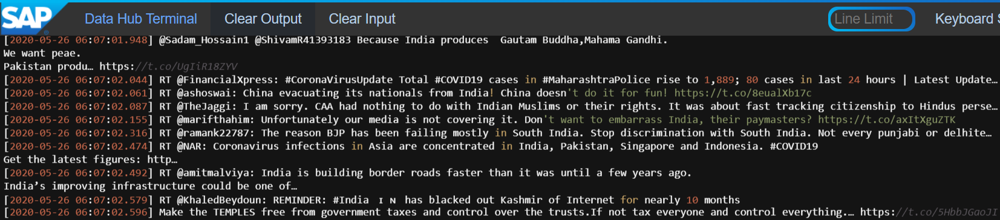 SAP Data Hub Terminal Clear Output Clear Input Line Limit Keyboard S
[2020-05-26 06:07:01.948] @Sadam_Hossain1 @ShivamR41393183 Because India produces  Gautam Buddha,Mahama Gandhi.
We want peae.
Pakistan produ… https://t.co/UgIiR18ZYV
[2020-05-26 06:07:02.044] RT @FinancialXpress: #CoronaVirusUpdate Total #COVID19 cases in #MaharashtraPolice rise to 1,889; 80 cases in last 24 hours | Latest Update…
[2020-05-26 06:07:02.061] RT @ashoswai: China evacuating its nationals from India! China doesn't do it for fun! https://t.co/8eualXb17c
[2020-05-26 06:07:02.087] RT @TheJaggi: I am sorry. CAA had nothing to do with Indian Muslims or their rights. It was about fast tracking citizenship to Hindus perse…
[2020-05-26 06:07:02.155] RT @marifthahim: Unfortunately our media is not covering it. Don't want to embarrass India, their paymasters? https://t.co/axItXguZTK
[2020-05-26 06:07:02.316] RT @ramank22787: The reason BJP has been failing mostly in South India. Stop discrimination with South India. Not every punjabi or delhite…
[2020-05-26 06:07:02.474] RT @NAR: Coronavirus infections in Asia are concentrated in India, Pakistan, Singapore and Indonesia. #COVID19
Get the latest figures: http…
[2020-05-26 06:07:02.492] RT @amitmalviya: India is building border roads faster than it was until a few years ago.
India’s improving infrastructure could be one of…
[2020-05-26 06:07:02.579] RT @KhaledBeydoun: REMINDER: #India ɪ ɴ has blacked out Kashmir of Internet for nearly 10 months
[2020-05-26 06:07:02.596] Make the TEMPLES free from government taxes and control over the trusts.If not tax everyone and control everything.… https://t.co/5HbbJGaoJI